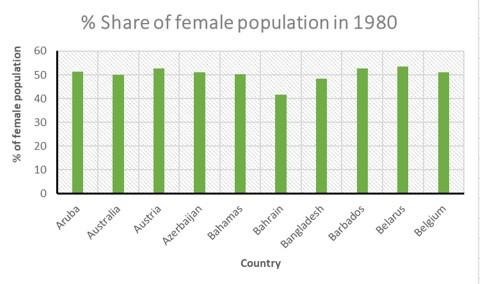 % Share of female population in 1980
% of female population
60
50
40
30
20
10
0
Aruba
Australia
Austria
Azerbaijan
Bahamas
Bahrain
Bangladesh
Barbados
Belarus
Belgium
Country